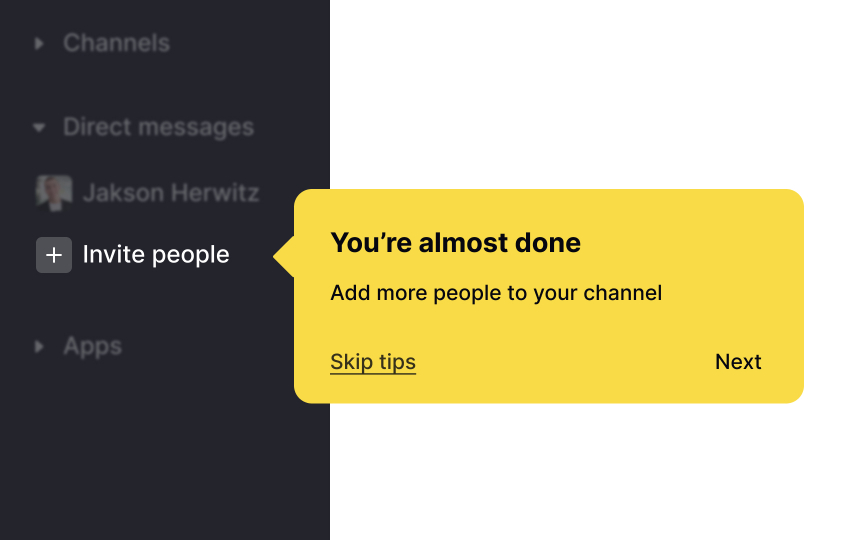 Channels
Direct messages
Jakson Herwitz
Invite people
You’re almost done
Add more people to your channel
Skip tips
Next
Apps